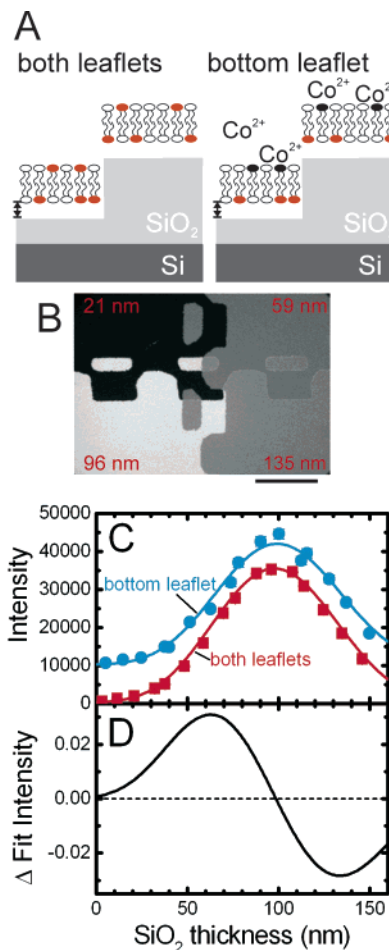 A
both leaflets
bottom leaflet
Co2+
Co2
Co2+
Co2+
SiO2
SiO
Si
Si
B
21 nm
59 nm
96 nm
135 nm
C
50000
40000
30000
20000
10000
0
Intensity
bottom leaflet
both leaflets
D
0.02
0.00
-0.02
Δ Fit Intensity
0
50
100
150
SiO2 thickness (nm)